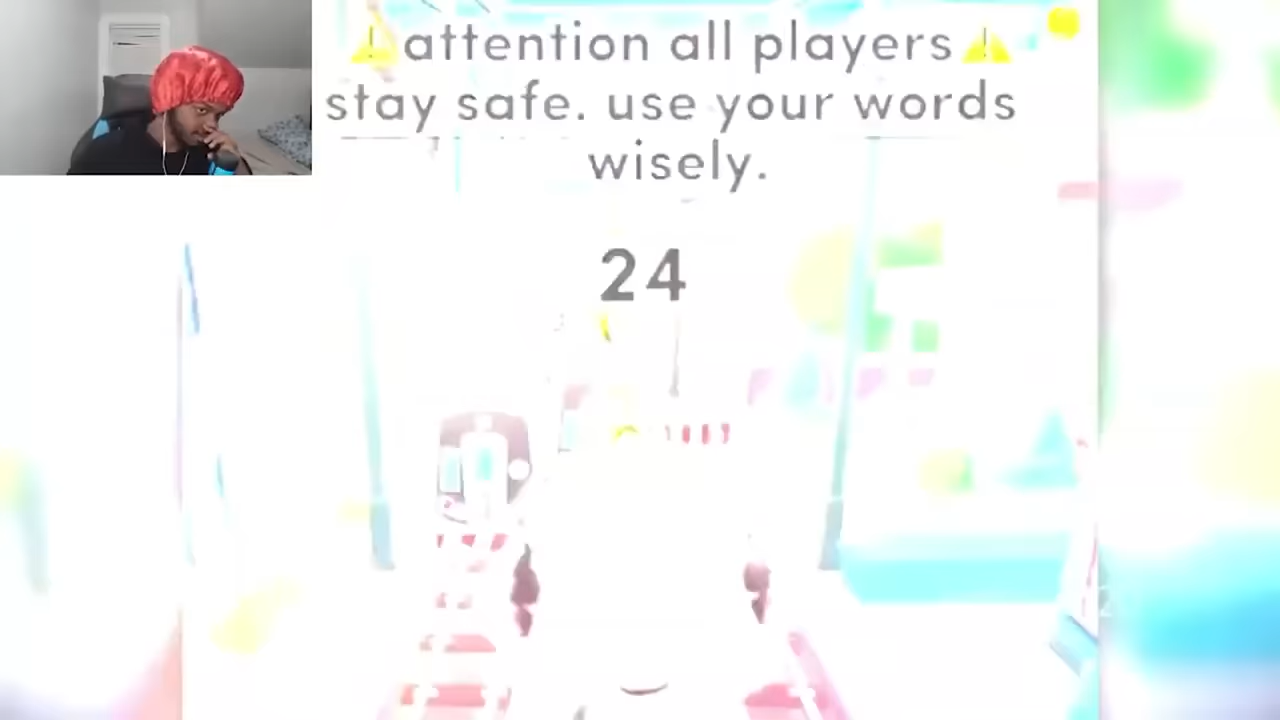 ⚠️attention all players⚠️
stay safe. use your words
wisely.
24